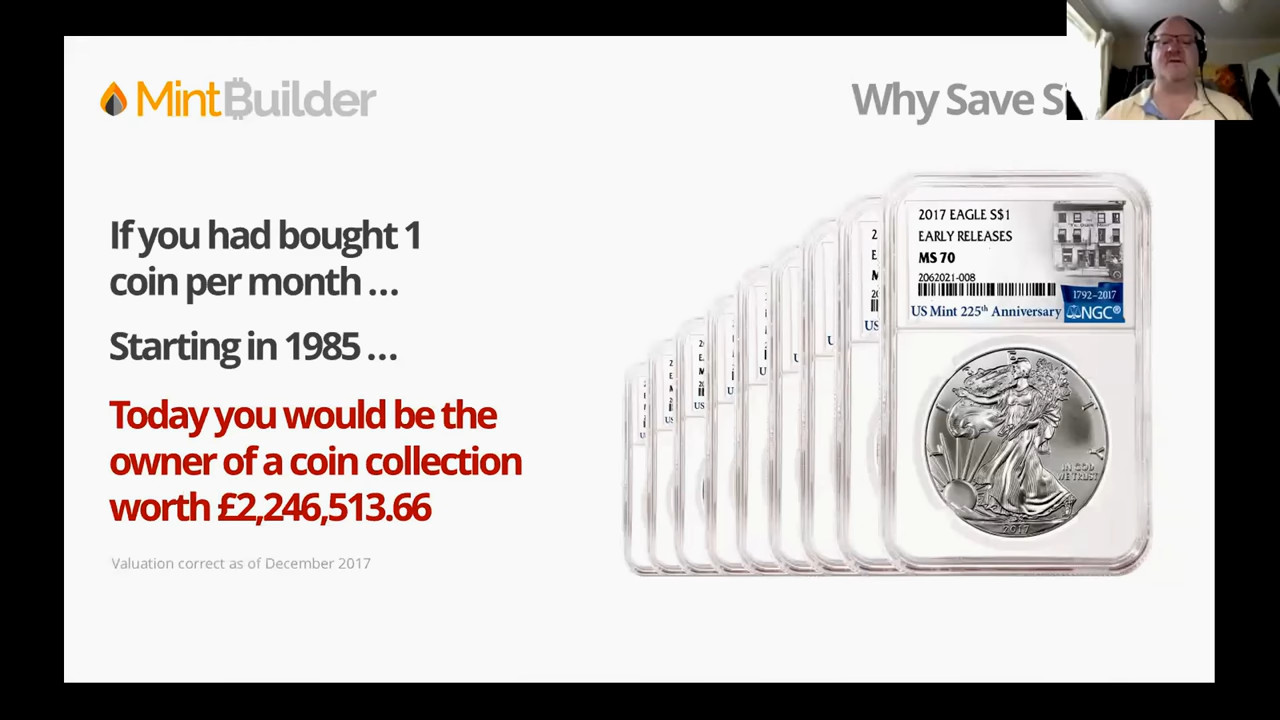 MintBuilder
Why Save
If you had bought 1
coin per month ...
Starting in 1985 ...
Today you would be the
owner of a coin collection
worth £2,246,513.66
Valuation correct as of December 2017
2017 EAGLE S$1
EARLY RELEASES
MS 70
2062021-008
1792-2017
US Mint 225th Anniversary
NGC®
IN GOD
WE TRUST
2017